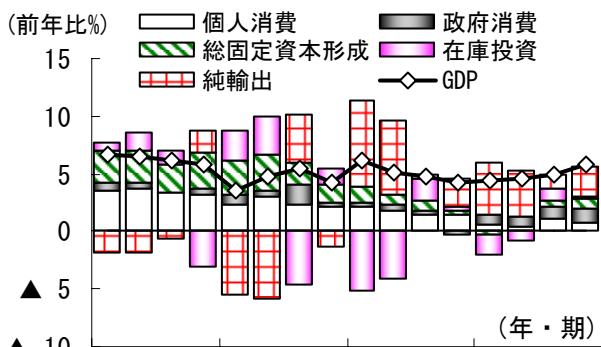 (前年比%)
個人消費
政府消費
総固定資本形成
在庫投資
純輸出
GDP
15
10
5
0
▲ 5
▲ 10
(年・期)